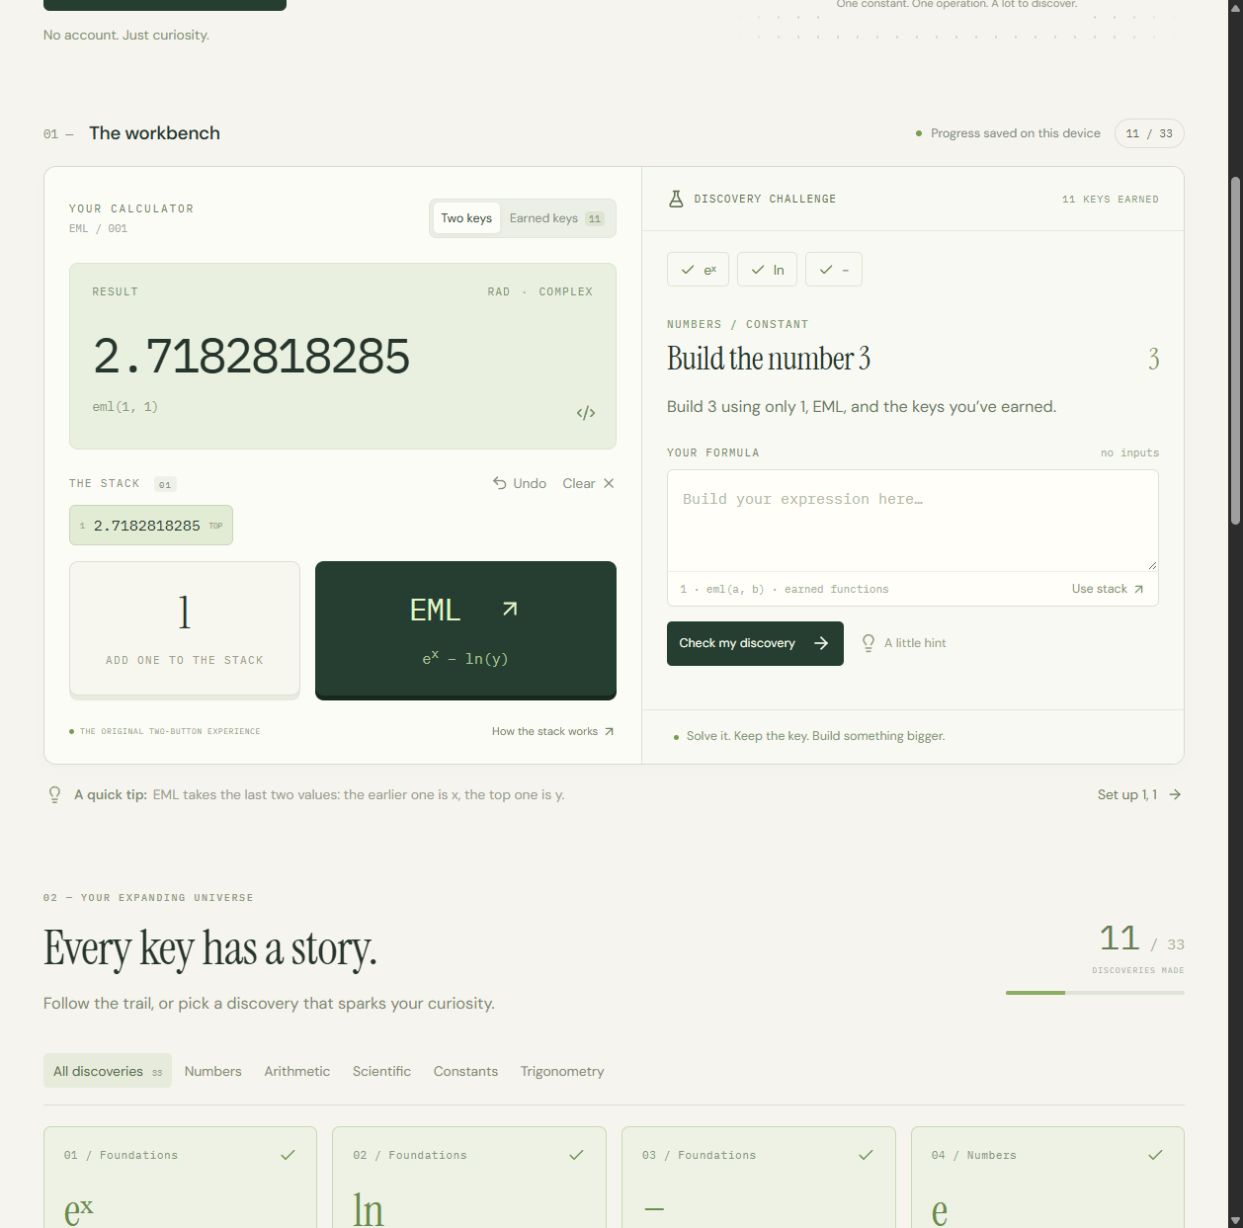 One constant. One operation. A lot to discover.
No account. Just curiosity.
01 — The workbench
Progress saved on this device
11 / 33
YOUR CALCULATOR
EML / 001
Two keys
Earned keys 11
RESULT
RAD · COMPLEX
2.7182818285
eml(1, 1)
</>
THE STACK 01
Undo
Clear
1 2.7182818285 TOP
1
ADD ONE TO THE STACK
EML
eˣ − ln(y)
THE ORIGINAL TWO-BUTTON EXPERIENCE
How the stack works
DISCOVERY CHALLENGE
11 KEYS EARNED
eˣ
ln
−
NUMBERS / CONSTANT
Build the number 3
3
Build 3 using only 1, EML, and the keys you’ve earned.
YOUR FORMULA
no inputs
Build your expression here…
1 · eml(a, b) · earned functions
Use stack
Check my discovery
A little hint
Solve it. Keep the key. Build something bigger.
A quick tip: EML takes the last two values: the earlier one is x, the top one is y.
Set up 1, 1
02 — YOUR EXPANDING UNIVERSE
Every key has a story.
Follow the trail, or pick a discovery that sparks your curiosity.
11 / 33
DISCOVERIES MADE
All discoveries 33
Numbers
Arithmetic
Scientific
Constants
Trigonometry
01 / Foundations
eˣ
02 / Foundations
ln
03 / Foundations
−
04 / Numbers
e